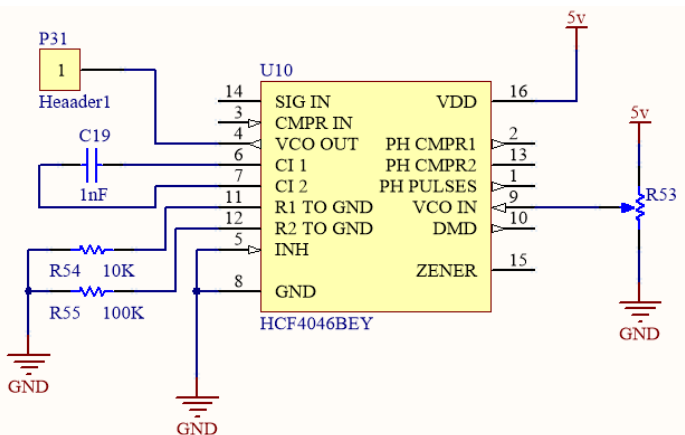 P31
1
Heaader1
C19
1nF
R54 10K
R55 100K
GND
GND
U10
14 SIG IN
3 CMPR IN
4 VCO OUT
6 CI 1
7 CI 2
11 R1 TO GND
12 R2 TO GND
5 INH
8 GND
VDD 16
PH CMPR1 2
PH CMPR2 13
PH PULSES 1
VCO IN 9
DMD 10
ZENER 15
HCF4046BEY
5v
5v
R53
GND